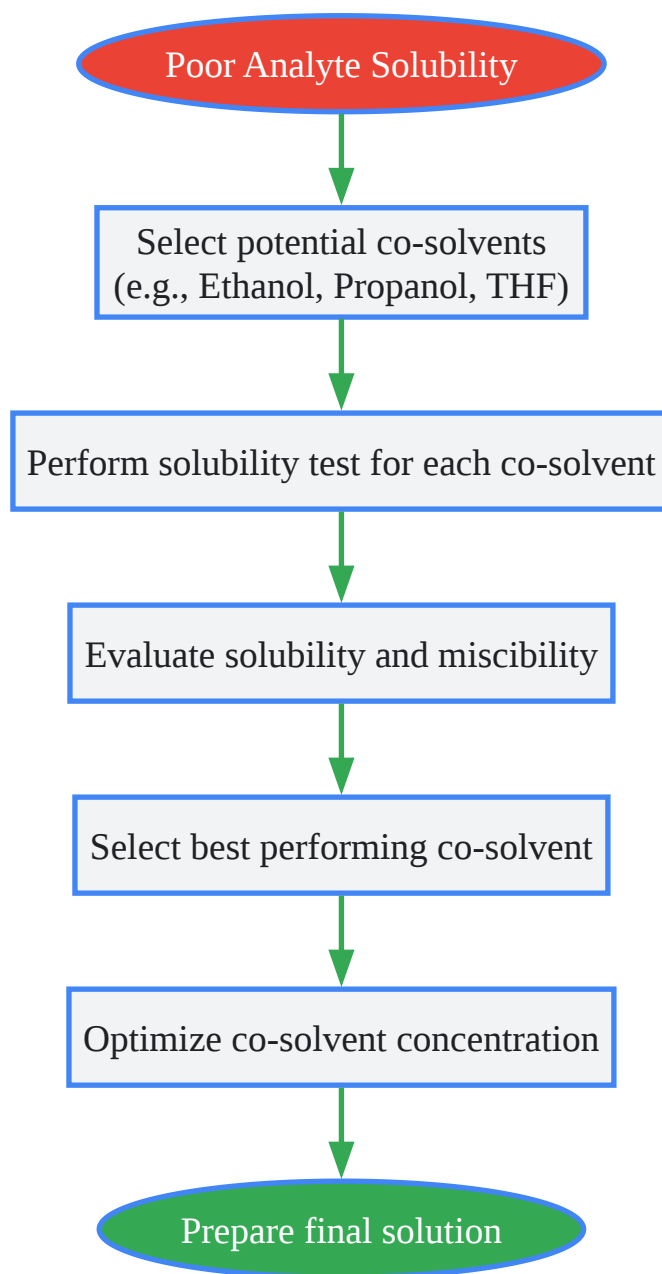 Poor Analyte Solubility
Select potential co-solvents
(e.g., Ethanol, Propanol, THF)
Perform solubility test for each co-solvent
Evaluate solubility and miscibility
Select best performing co-solvent
Optimize co-solvent concentration
Prepare final solution